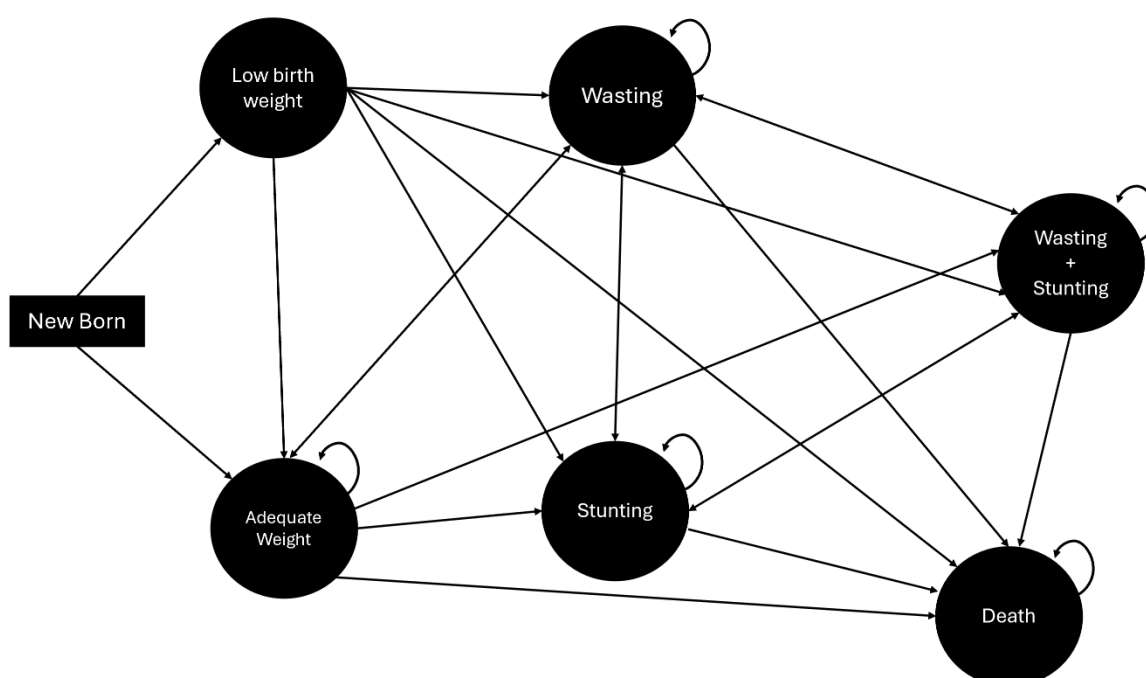 Low birth
weight
Wasting
Wasting
+
Stunting
New Born
Adequate
Weight
Stunting
Death